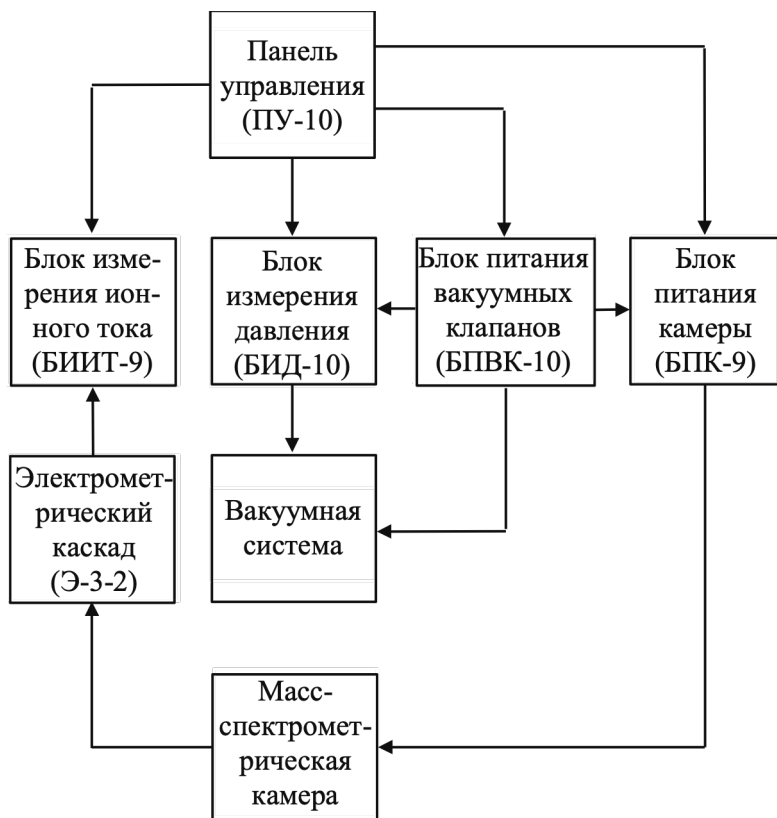 Панель
управления
(ПУ-10)
Блок изме-
рения ион-
ного тока
(БИИТ-9)
Блок
измерения
давления
(БИД-10)
Блок питания
вакуумных
клапанов
(БПВК-10)
Блок
питания
камеры
(БПК-9)
Электромет-
рический
каскад
(Э-3-2)
Вакуумная
система
Масс-
спектромет-
рическая
камера